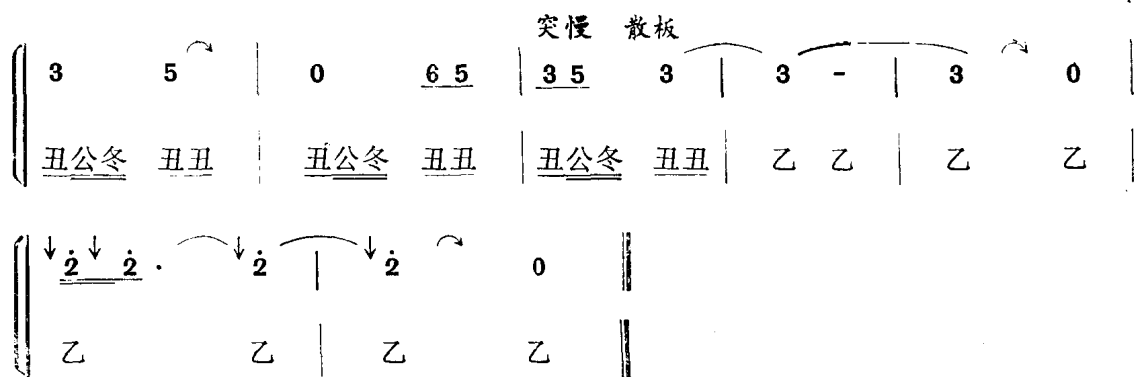 突慢 散板
3 5 | 0 6 5 | 3 5 3 | 3 - | 3 0 |
丑公冬 丑丑 | 丑公冬 丑丑 | 丑公冬 丑丑 | 乙 乙 | 乙 乙 |
↓2̇ ↓2̇ · ↓2̇ | ↓2̇ 0 ‖
乙 乙 | 乙 乙 ‖